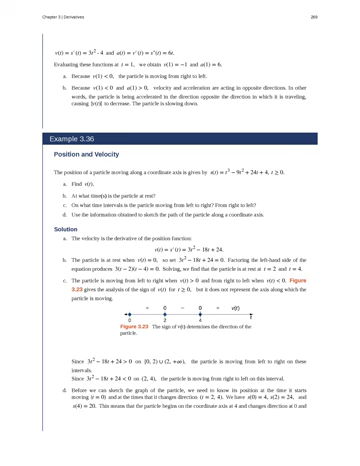 Chapter 3 | Derivatives 269
v(t) = s′(t) = 3t² - 4 and a(t) = v′(t) = s″(t) = 6t.
Evaluating these functions at t = 1, we obtain v(1) = −1 and a(1) = 6.
a. Because v(1) < 0, the particle is moving from right to left.
b. Because v(1) < 0 and a(1) > 0, velocity and acceleration are acting in opposite directions. In other
words, the particle is being accelerated in the direction opposite the direction in which it is traveling,
causing |v(t)| to decrease. The particle is slowing down.
Example 3.36
Position and Velocity
The position of a particle moving along a coordinate axis is given by s(t) = t³ − 9t² + 24t + 4, t ≥ 0.
a. Find v(t).
b. At what time(s) is the particle at rest?
c. On what time intervals is the particle moving from left to right? From right to left?
d. Use the information obtained to sketch the path of the particle along a coordinate axis.
Solution
a. The velocity is the derivative of the position function:
v(t) = s′(t) = 3t² − 18t + 24.
b. The particle is at rest when v(t) = 0, so set 3t² − 18t + 24 = 0. Factoring the left-hand side of the
equation produces 3(t − 2)(t − 4) = 0. Solving, we find that the particle is at rest at t = 2 and t = 4.
c. The particle is moving from left to right when v(t) > 0 and from right to left when v(t) < 0. Figure
3.23 gives the analysis of the sign of v(t) for t ≥ 0, but it does not represent the axis along which the
particle is moving.
+ 0 − 0 + v(t)
0 2 4 t
Figure 3.23 The sign of v(t) determines the direction of the
particle.
Since 3t² − 18t + 24 > 0 on [0, 2) ∪ (2, +∞), the particle is moving from left to right on these
intervals.
Since 3t² − 18t + 24 < 0 on (2, 4), the particle is moving from right to left on this interval.
d. Before we can sketch the graph of the particle, we need to know its position at the time it starts
moving (t = 0) and at the times that it changes direction (t = 2, 4). We have s(0) = 4, s(2) = 24, and
s(4) = 20. This means that the particle begins on the coordinate axis at 4 and changes direction at 0 and